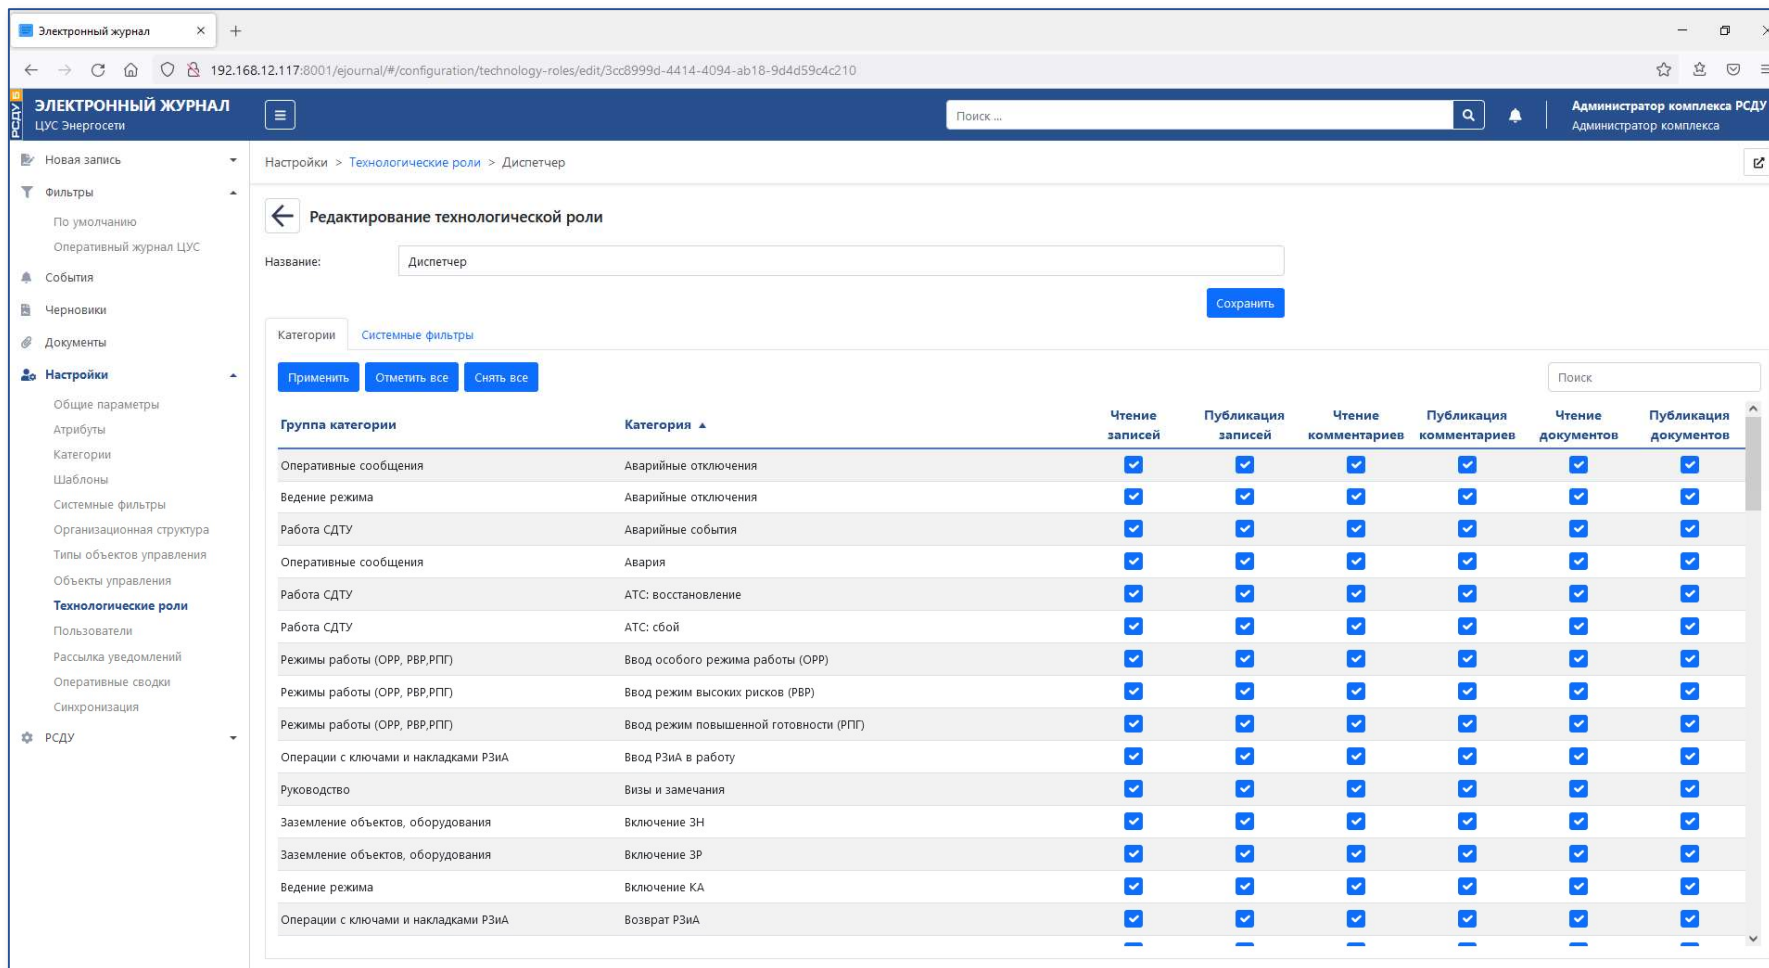 Электронный журнал
192.168.12.117:8001/ejournal/#/configuration/technology-roles/edit/3cc8999d-4414-4094-ab18-9d4d59c4c210
РСДУ 5
ЭЛЕКТРОННЫЙ ЖУРНАЛ
ЦУС Энергосети
Поиск ...
Администратор комплекса РСДУ
Администратор комплекса
Новая запись
Фильтры
По умолчанию
Оперативный журнал ЦУС
События
Черновики
Документы
Настройки
Общие параметры
Атрибуты
Категории
Шаблоны
Системные фильтры
Организационная структура
Типы объектов управления
Объекты управления
Технологические роли
Пользователи
Рассылка уведомлений
Оперативные сводки
Синхронизация
РСДУ
Настройки > Технологические роли > Диспетчер
Редактирование технологической роли
Название: Диспетчер
Сохранить
Категории Системные фильтры
Применить Отметить все Снять все Поиск
Группа категории Категория Чтение записей Публикация записей Чтение комментариев Публикация комментариев Чтение документов Публикация документов
Оперативные сообщения Аварийные отключения
Ведение режима Аварийные отключения
Работа СДТУ Аварийные события
Оперативные сообщения Авария
Работа СДТУ АТС: восстановление
Работа СДТУ АТС: сбой
Режимы работы (ОРР, РВР,РПГ) Ввод особого режима работы (ОРР)
Режимы работы (ОРР, РВР,РПГ) Ввод режим высоких рисков (РВР)
Режимы работы (ОРР, РВР,РПГ) Ввод режим повышенной готовности (РПГ)
Операции с ключами и накладками РЗиА Ввод РЗиА в работу
Руководство Визы и замечания
Заземление объектов, оборудования Включение ЗН
Заземление объектов, оборудования Включение ЗР
Ведение режима Включение КА
Операции с ключами и накладками РЗиА Возврат РЗиА